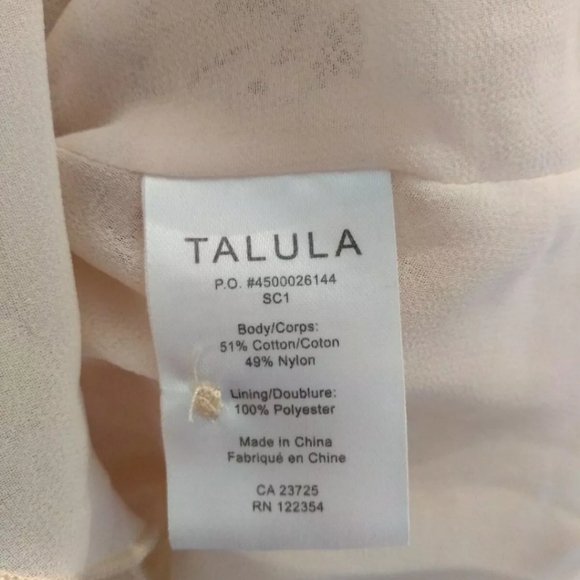 TALULA
P.O. #4500026144
SC1
Body/Corps:
51% Cotton/Coton
49% Nylon
Lining/Doublure:
100% Polyester
Made in China
Fabriqué en Chine
CA 23725
RN 122354